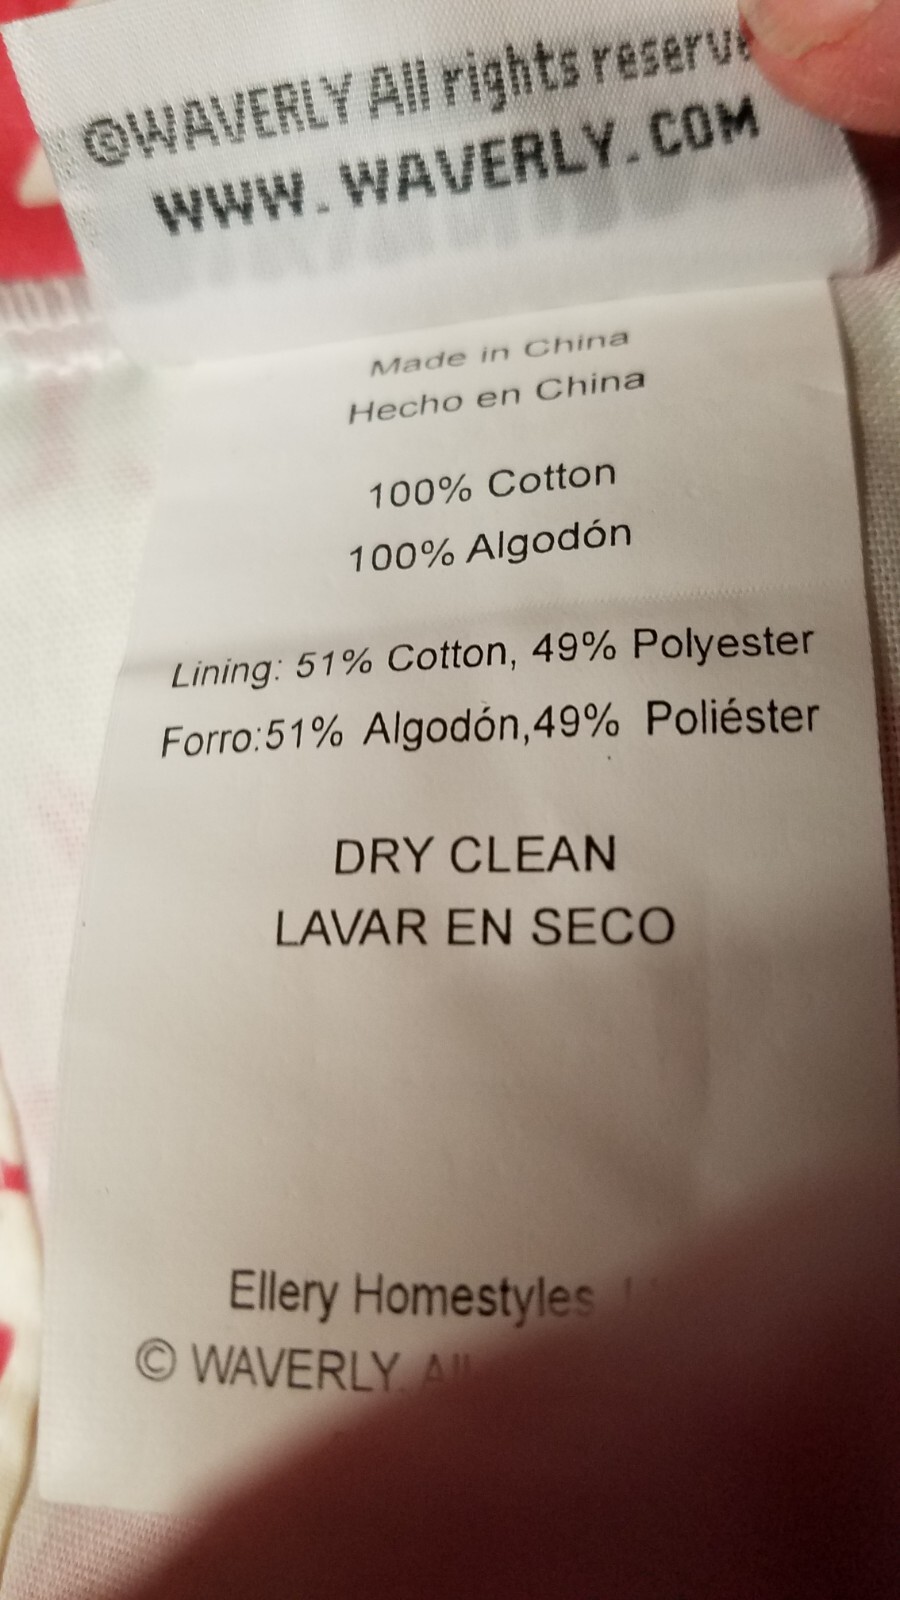 ©WAVERLY All rights
WWW.WAVERLY.COM
Made in China
Hecho en China
100% Cotton
100% Algodón
Lining: 51% Cotton, 49% Polyester
Forro:51% Algodón,49% Poliéster
DRY CLEAN
LAVAR EN SECO
Ellery Homestyles
© WAVERLY. All